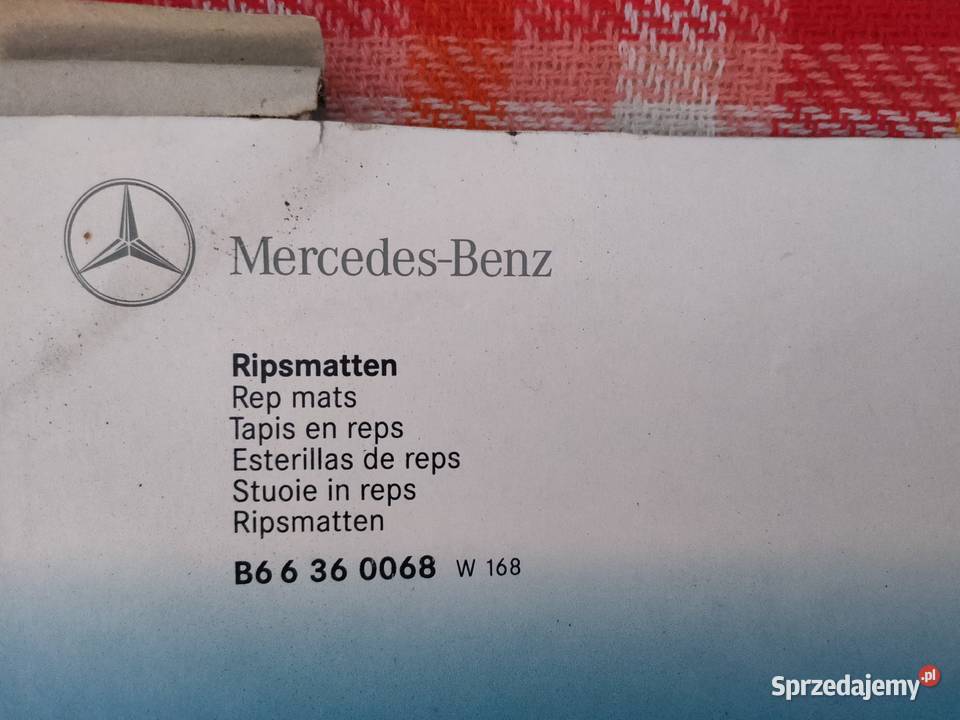 Mercedes-Benz
Ripsmatten
Rep mats
Tapis en reps
Esterillas de reps
Stuoie in reps
Ripsmatten
B6 6 36 0068 W 168
Sprzedajemy.pl